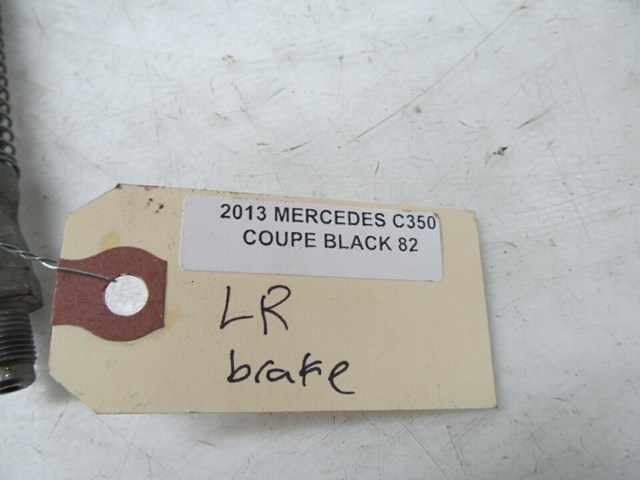 2013 MERCEDES C350
COUPE BLACK 82
LR
brake